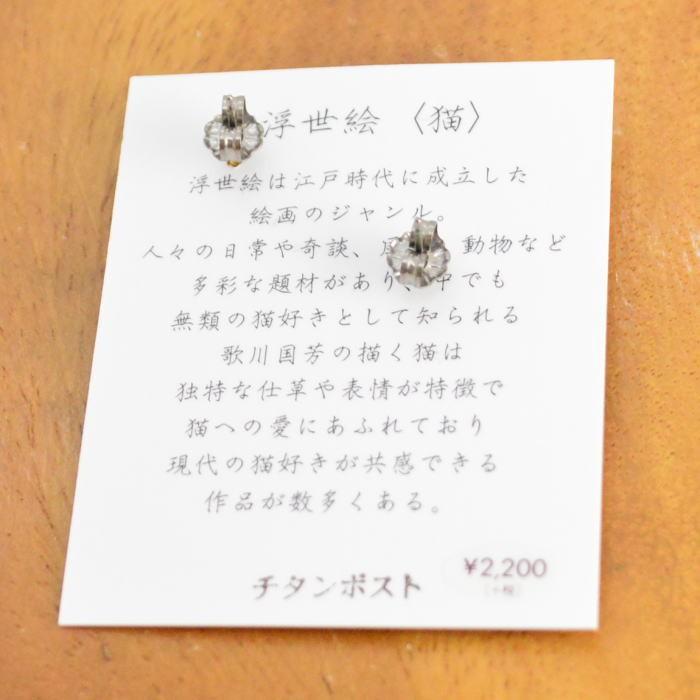 浮世絵 〈猫〉
浮世絵は江戸時代に成立した
絵画のジャンル。
人々の日常や奇談、 動物など
多彩な題材があり、中でも
無類の猫好きとして知られる
歌川国芳の描く猫は
独特な仕草や表情が特徴で
猫への愛にあふれており
現代の猫好きが共感できる
作品が数多くある。
チタンポスト
¥2,200
(+税)